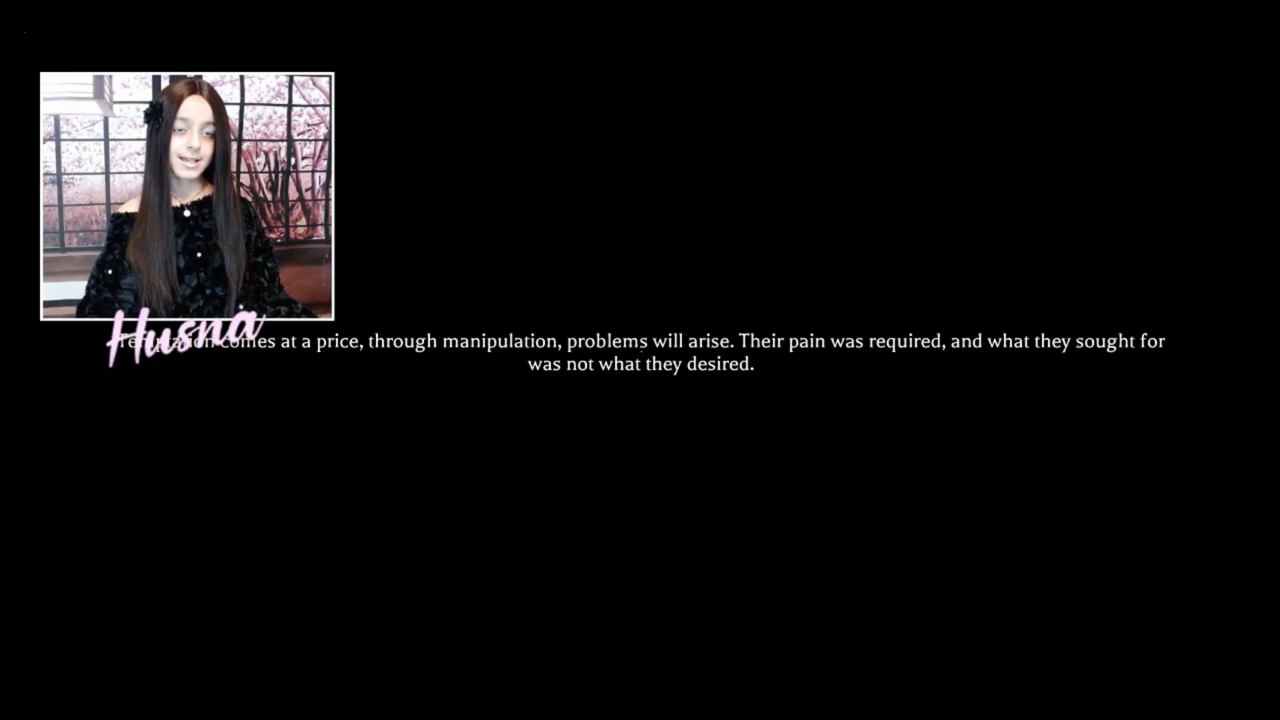 Husna
Temptation comes at a price, through manipulation, problems will arise. Their pain was required, and what they sought for
was not what they desired.